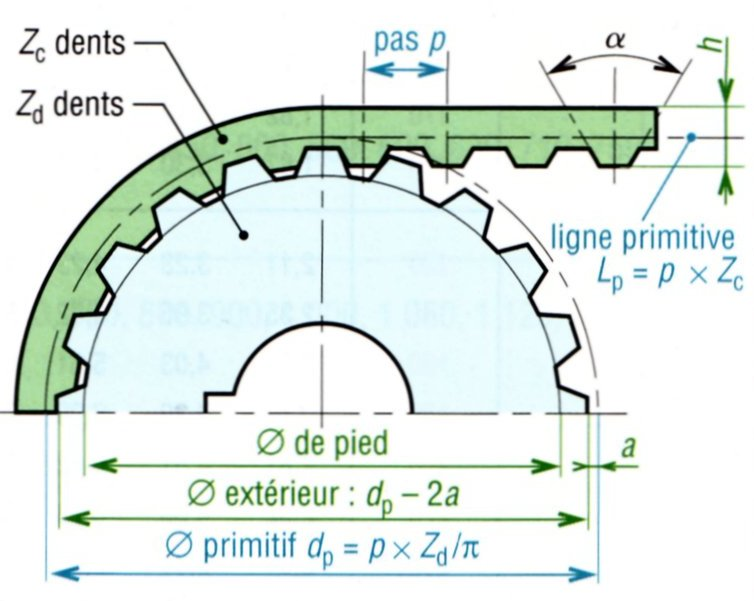 Zc dents
pas p
α
h
Zd dents
ligne primitive
Lp = p × Zc
∅ de pied
a
∅ extérieur : dp – 2a
∅ primitif dp = p × Zd/π